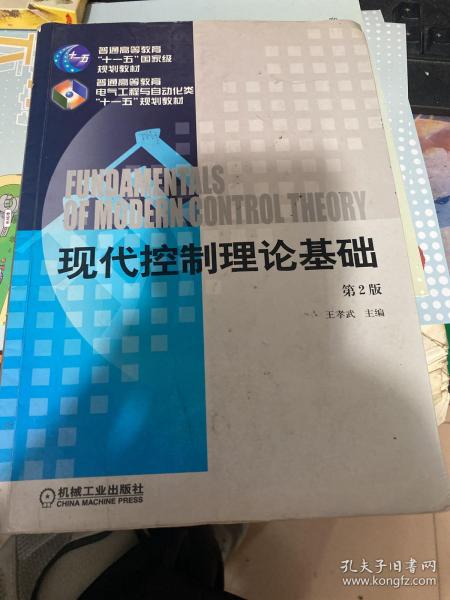 普通高等教育
"十一五"国家级
规划教材
普通高等教育
电气工程与自动化类
"十一五"规划教材
十一五
FUNDAMENTALS
OF MODERN CONTROL THEORY
现代控制理论基础
第2版
王孝武 主编
机械工业出版社
CHINA MACHINE PRESS
孔夫子旧书网
www.kongfz.com